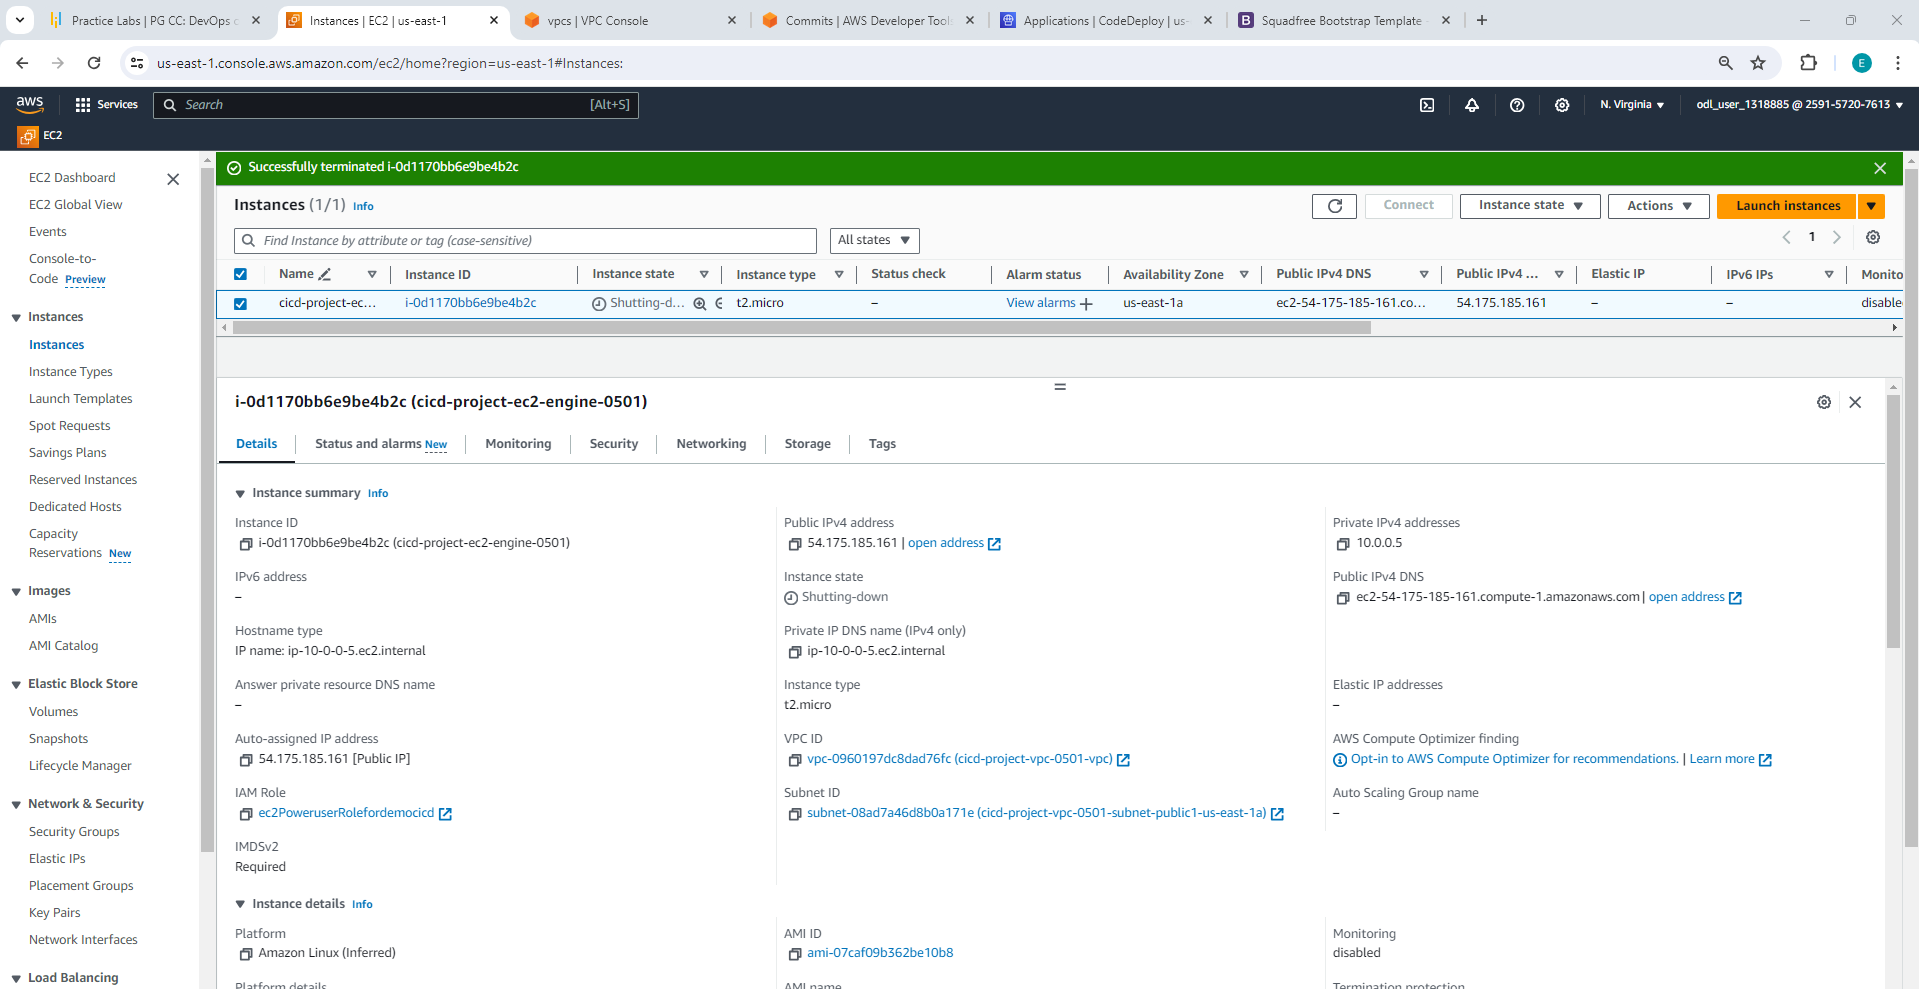 Practice Labs | PG CC: DevOps c
Instances | EC2 | us-east-1
vpcs | VPC Console
Commits | AWS Developer Tools
Applications | CodeDeploy | us-
Squadfree Bootstrap Template -
us-east-1.console.aws.amazon.com/ec2/home?region=us-east-1#Instances:
E
aws
Services
Search
[Alt+S]
N. Virginia
odl_user_1318885 @ 2591-5720-7613
EC2
EC2 Dashboard
EC2 Global View
Events
Console-to-
Code Preview
Instances
Instances
Instance Types
Launch Templates
Spot Requests
Savings Plans
Reserved Instances
Dedicated Hosts
Capacity
Reservations New
Images
AMIs
AMI Catalog
Elastic Block Store
Volumes
Snapshots
Lifecycle Manager
Network & Security
Security Groups
Elastic IPs
Placement Groups
Key Pairs
Network Interfaces
Load Balancing
Successfully terminated i-0d1170bb6e9be4b2c
Instances (1/1) Info
Connect
Instance state
Actions
Launch instances
Find Instance by attribute or tag (case-sensitive)
All states
1
Name
Instance ID
Instance state
Instance type
Status check
Alarm status
Availability Zone
Public IPv4 DNS
Public IPv4 ...
Elastic IP
IPv6 IPs
Monito
cicd-project-ec...
i-0d1170bb6e9be4b2c
Shutting-d...
t2.micro
–
View alarms +
us-east-1a
ec2-54-175-185-161.co...
54.175.185.161
–
–
disable
i-0d1170bb6e9be4b2c (cicd-project-ec2-engine-0501)
Details
Status and alarms New
Monitoring
Security
Networking
Storage
Tags
Instance summary Info
Instance ID
i-0d1170bb6e9be4b2c (cicd-project-ec2-engine-0501)
Public IPv4 address
54.175.185.161 | open address
Private IPv4 addresses
10.0.0.5
IPv6 address
–
Instance state
Shutting-down
Public IPv4 DNS
ec2-54-175-185-161.compute-1.amazonaws.com | open address
Hostname type
IP name: ip-10-0-0-5.ec2.internal
Private IP DNS name (IPv4 only)
ip-10-0-0-5.ec2.internal
Answer private resource DNS name
–
Instance type
t2.micro
Elastic IP addresses
–
Auto-assigned IP address
54.175.185.161 [Public IP]
VPC ID
vpc-0960197dc8dad76fc (cicd-project-vpc-0501-vpc)
AWS Compute Optimizer finding
Opt-in to AWS Compute Optimizer for recommendations. | Learn more
IAM Role
ec2PoweruserRolefordemocicd
Subnet ID
subnet-08ad7a46d8b0a171e (cicd-project-vpc-0501-subnet-public1-us-east-1a)
Auto Scaling Group name
–
IMDSv2
Required
Instance details Info
Platform
Amazon Linux (Inferred)
AMI ID
ami-07caf09b362be10b8
Monitoring
disabled
Platform details
AMI name
Termination protection